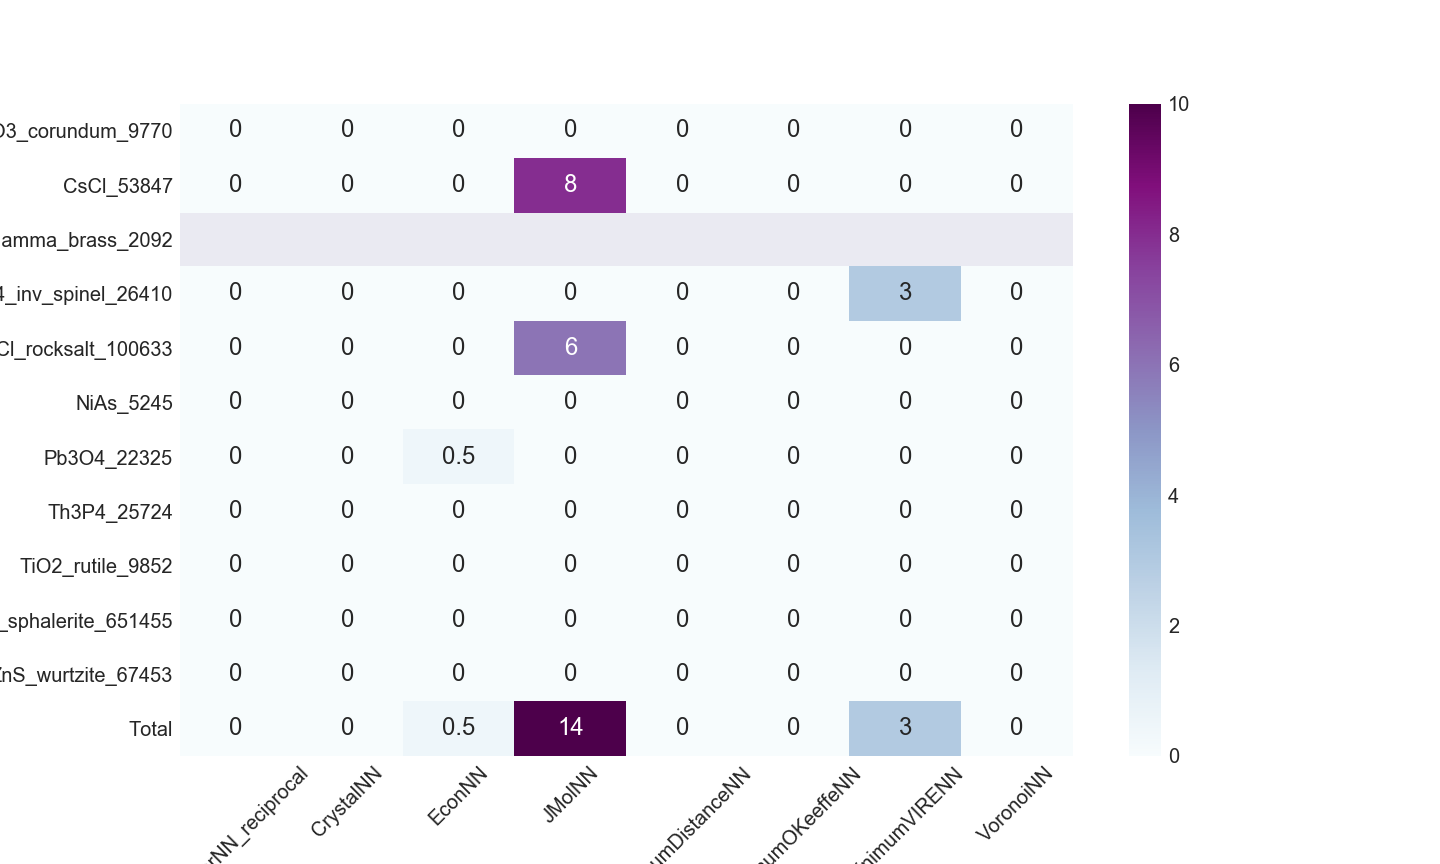 O3_corundum_9770 0 0 0 0 0 0 0 0
CsCl_53847 0 0 0 8 0 0 0 0
amma_brass_2092
4_inv_spinel_26410 0 0 0 0 0 0 3 0
Cl_rocksalt_100633 0 0 0 6 0 0 0 0
NiAs_5245 0 0 0 0 0 0 0 0
Pb3O4_22325 0 0 0.5 0 0 0 0 0
Th3P4_25724 0 0 0 0 0 0 0 0
TiO2_rutile_9852 0 0 0 0 0 0 0 0
_sphalerite_651455 0 0 0 0 0 0 0 0
ZnS_wurtzite_67453 0 0 0 0 0 0 0 0
Total 0 0 0.5 14 0 0 3 0
rNN_reciprocal
CrystalNN
EconNN
JMolNN
umDistanceNN
umOKeeffeNN
nimumVIRENN
VoronoiNN
10
8
6
4
2
0